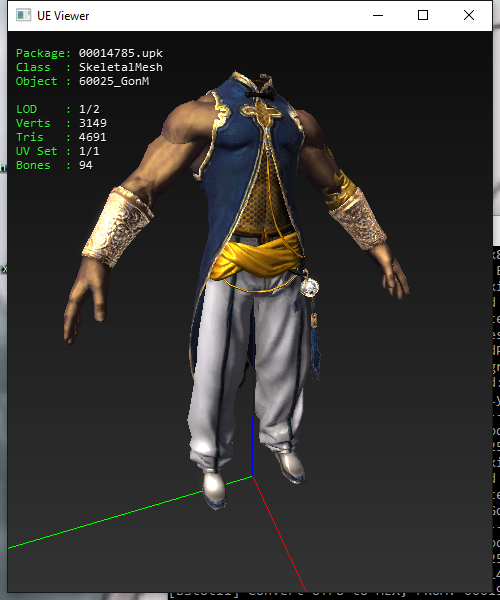 UE Viewer
Package: 00014785.upk
Class : SkeletalMesh
Object : 60025_GonM
LOD : 1/2
Verts : 3149
Tris : 4691
UV Set : 1/1
Bones : 94